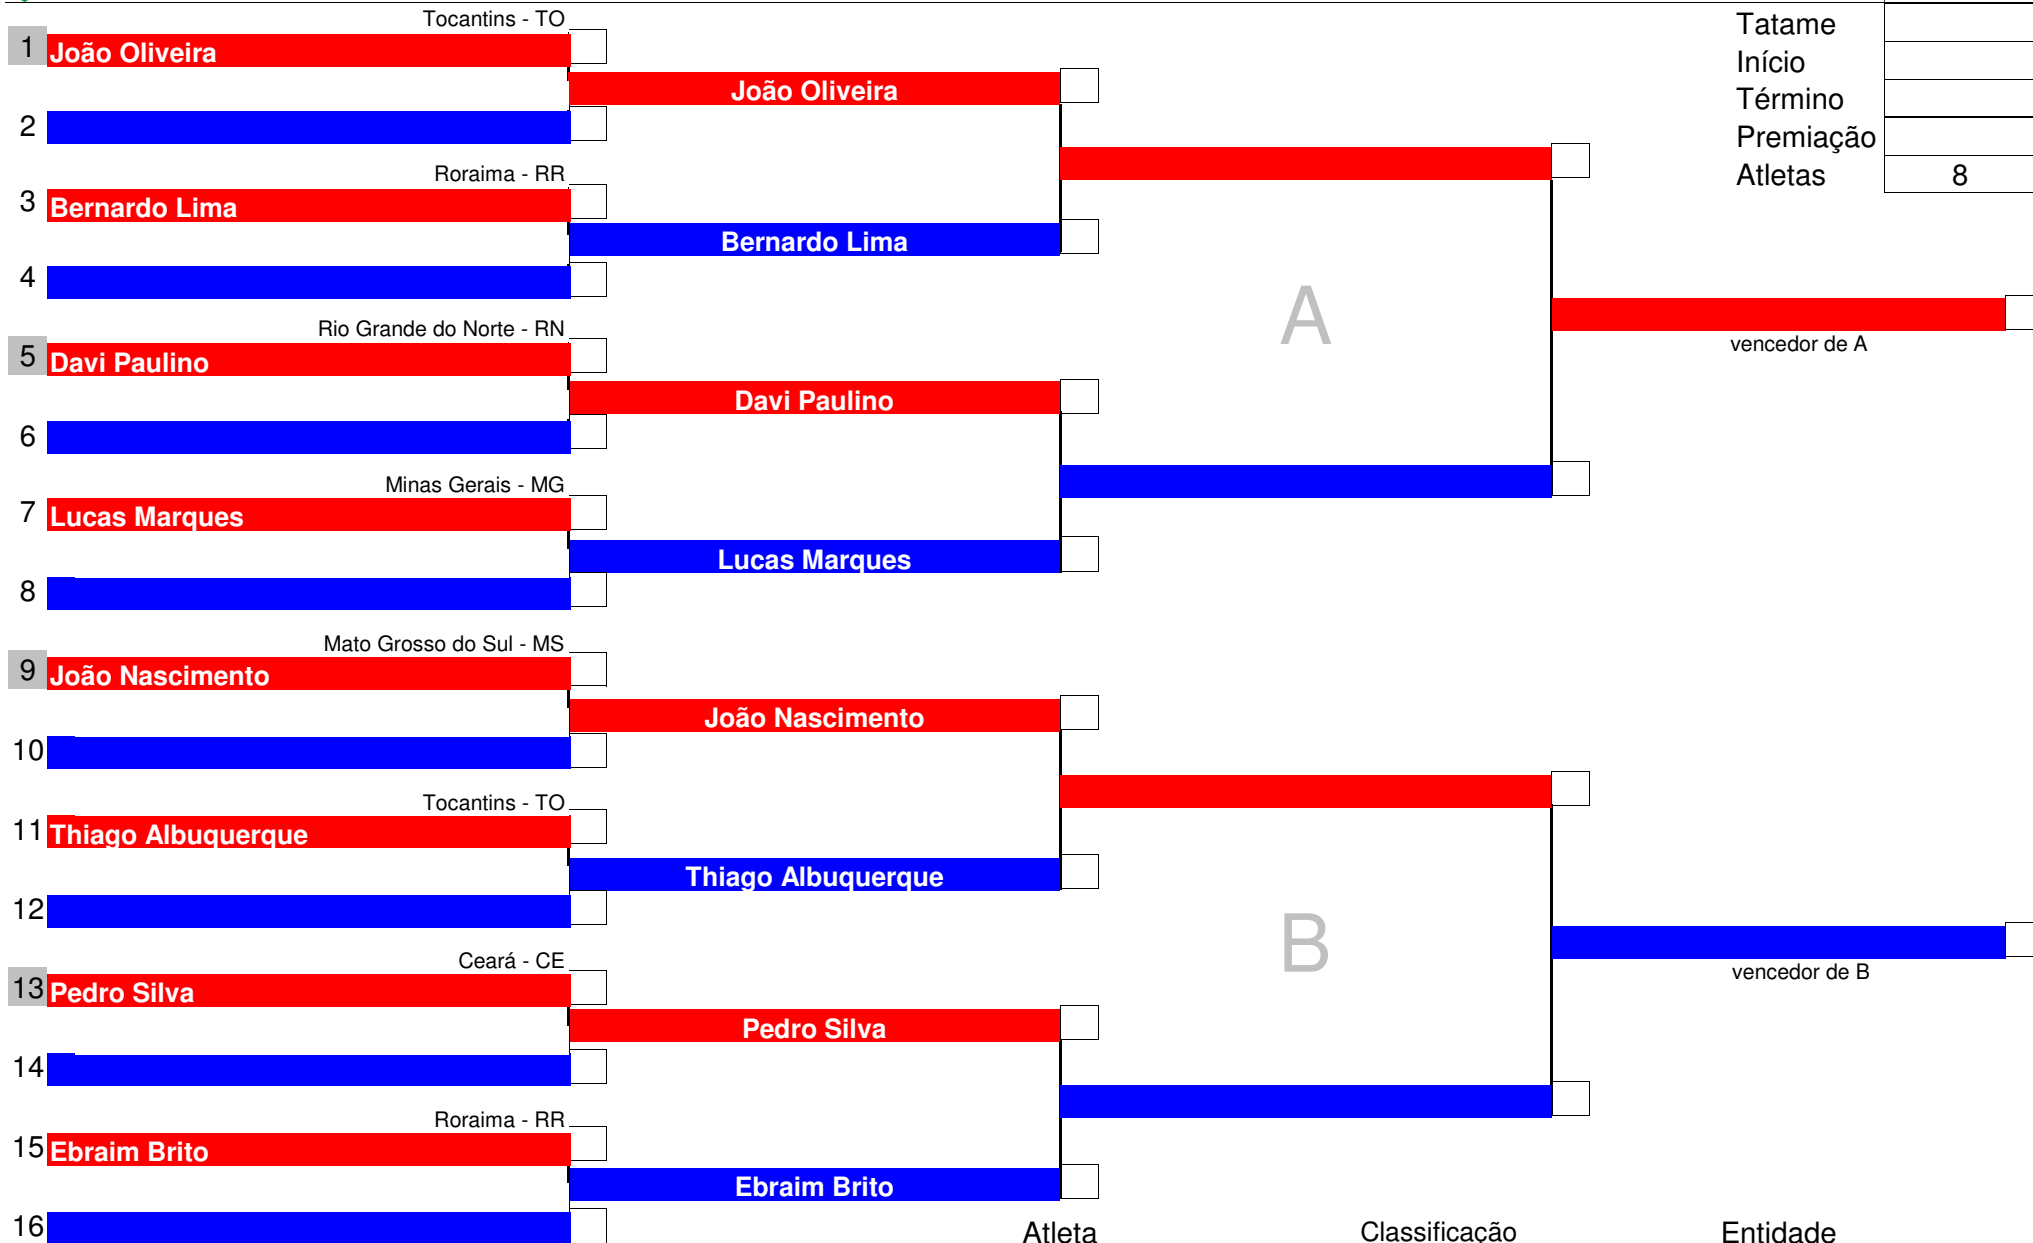 Tocantins - TO
Tatame
1 João Oliveira
Início
João Oliveira
Término
2
Premiação
Roraima - RR
Atletas 8
3 Bernardo Lima
Bernardo Lima
4
A
Rio Grande do Norte - RN
vencedor de A
5 Davi Paulino
Davi Paulino
6
Minas Gerais - MG
7 Lucas Marques
Lucas Marques
8
Mato Grosso do Sul - MS
9 João Nascimento
João Nascimento
10
Tocantins - TO
11 Thiago Albuquerque
Thiago Albuquerque
12
B
Ceará - CE
vencedor de B
13 Pedro Silva
Pedro Silva
14
Roraima - RR
15 Ebraim Brito
Ebraim Brito
16
Atleta Classificação Entidade